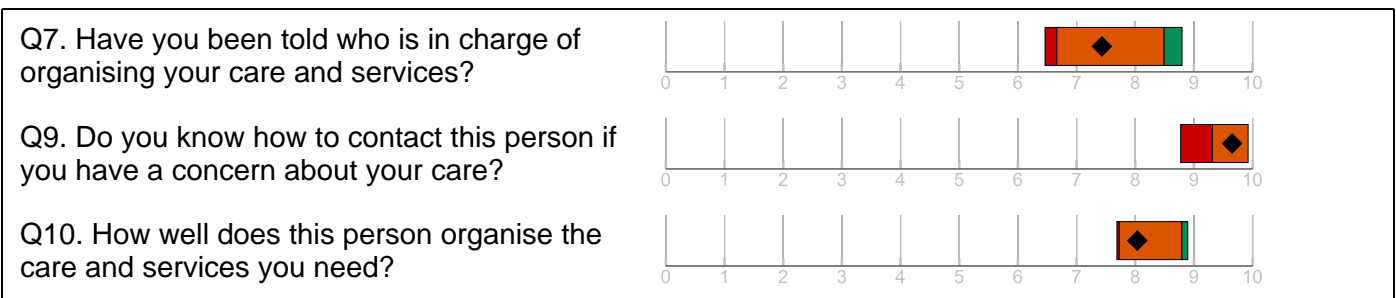 Q7. Have you been told who is in charge of
organising your care and services?
0 1 2 3 4 5 6 7 8 9 10
Q9. Do you know how to contact this person if
you have a concern about your care?
0 1 2 3 4 5 6 7 8 9 10
Q10. How well does this person organise the
care and services you need?
0 1 2 3 4 5 6 7 8 9 10